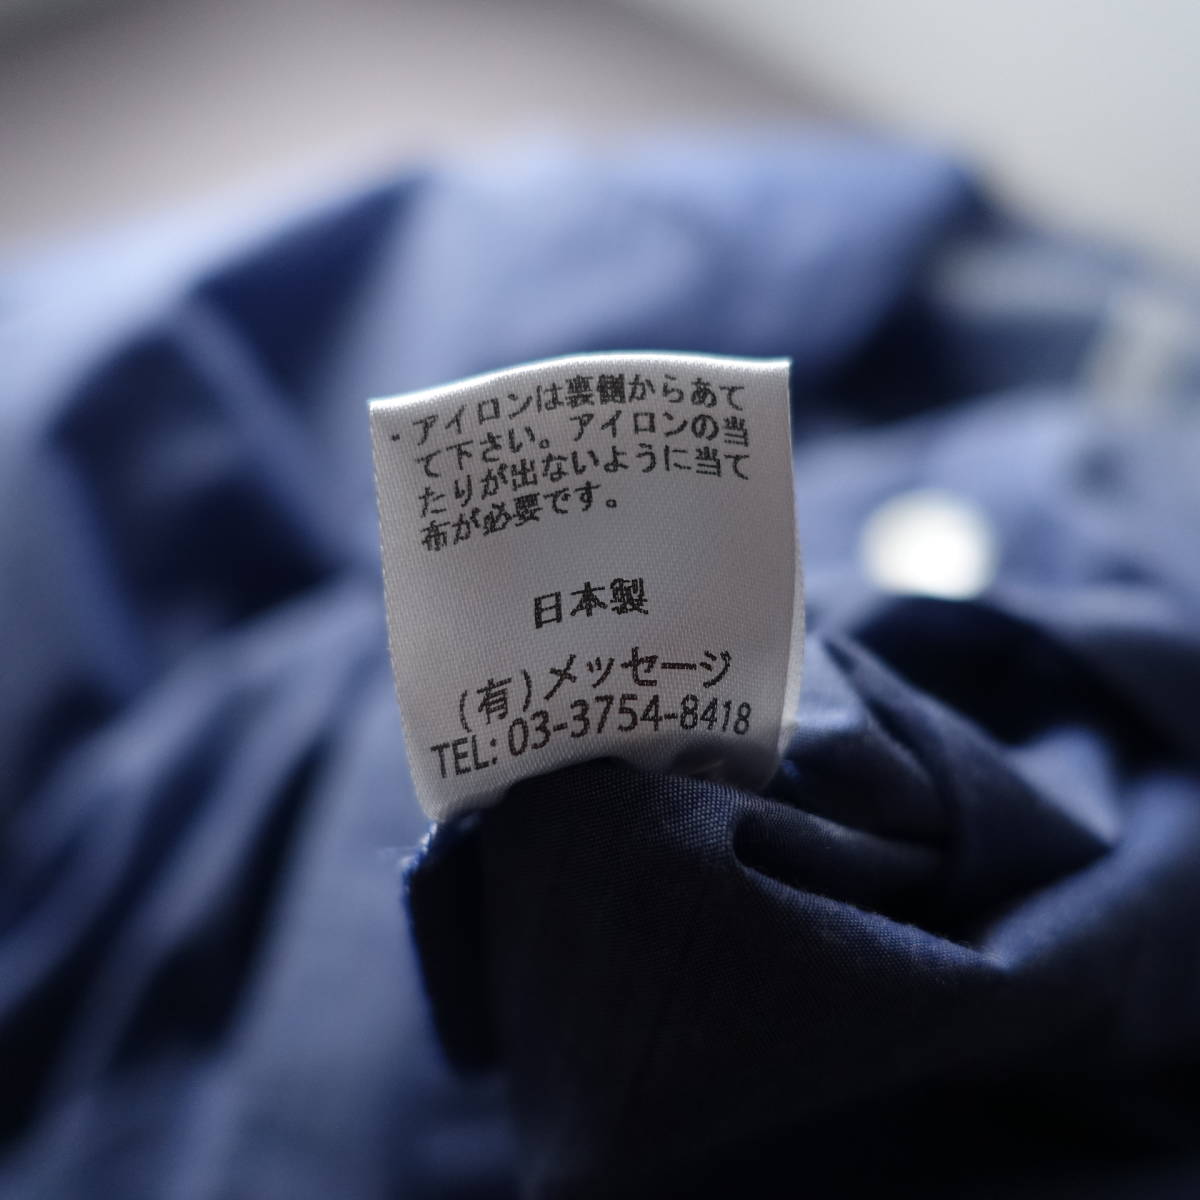 ・アイロンは裏側からあて
て下さい。アイロンの当
たりが出ないように当て
布が必要です。
日本製
(有)メッセージ
TEL: 03-3754-8418